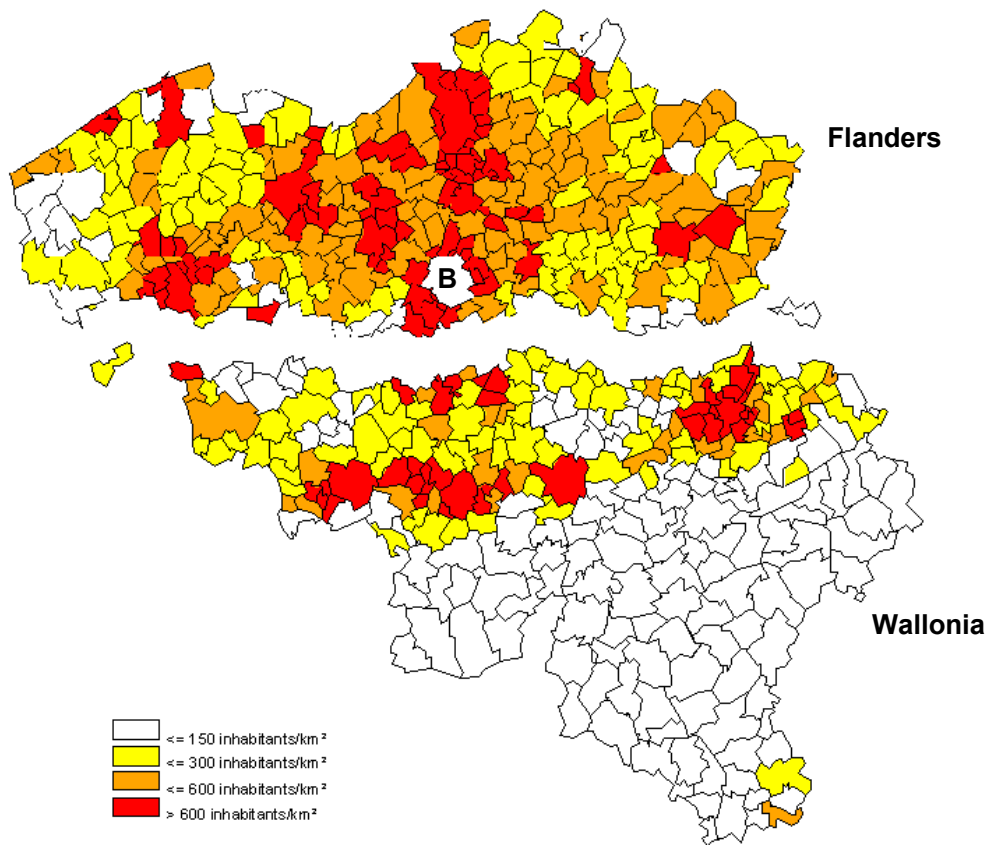 Flanders
B
Wallonia
<= 150 inhabitants/km²
<= 300 inhabitants/km²
<= 600 inhabitants/km²
> 600 inhabitants/km²